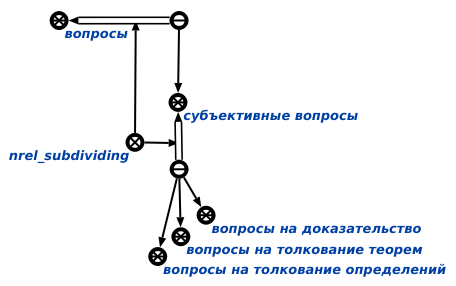 вопросы
субъективные вопросы
nrel_subdividing
вопросы на доказательство
вопросы на толкование теорем
вопросы на толкование определений